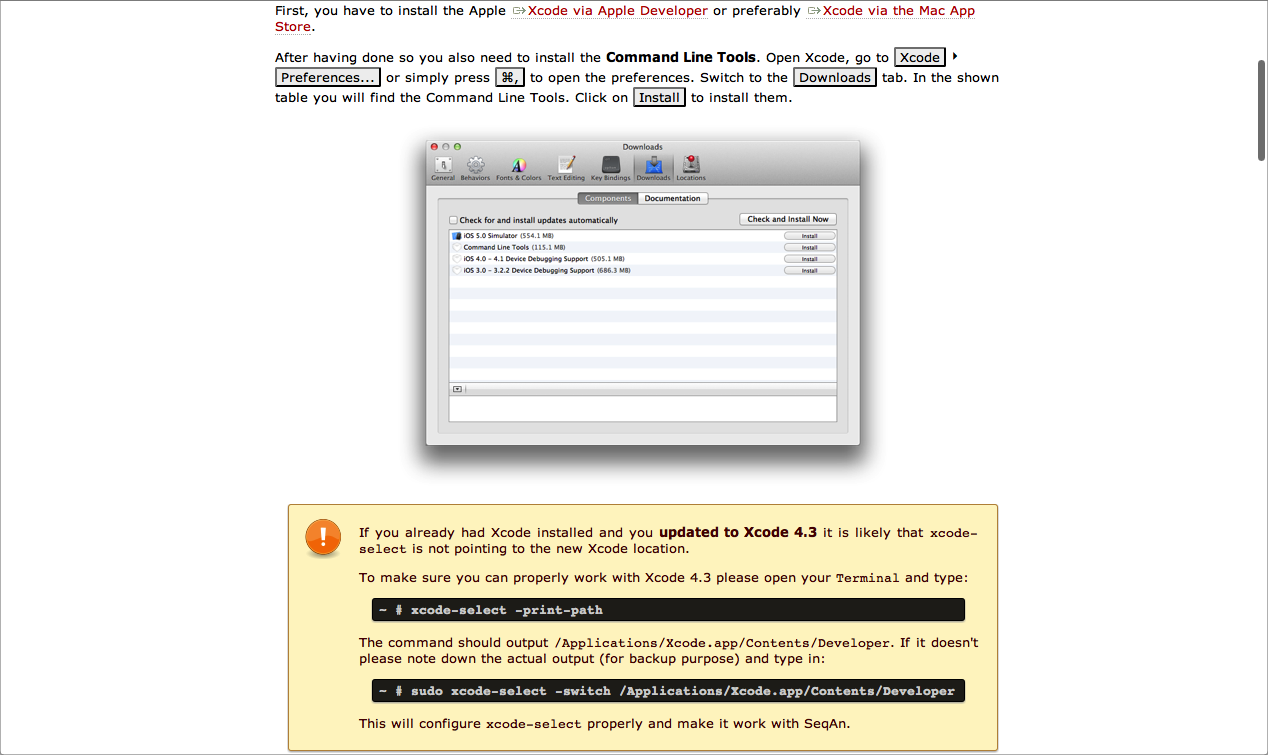 First, you have to install the Apple Xcode via Apple Developer or preferably Xcode via the Mac App
Store.
After having done so you also need to install the Command Line Tools. Open Xcode, go to Xcode
Preferences... or simply press ⌘, to open the preferences. Switch to the Downloads tab. In the shown
table you will find the Command Line Tools. Click on Install to install them.
Downloads
General Behaviors Fonts & Colors Text Editing Key Bindings Downloads Locations
Components Documentation
Check for and install updates automatically Check and Install Now
iOS 5.0 Simulator (554.1 MB) Install
Command Line Tools (115.1 MB) Install
iOS 4.0 – 4.1 Device Debugging Support (505.1 MB) Install
iOS 3.0 – 3.2.2 Device Debugging Support (686.3 MB) Install
If you already had Xcode installed and you updated to Xcode 4.3 it is likely that xcode-
select is not pointing to the new Xcode location.
To make sure you can properly work with Xcode 4.3 please open your Terminal and type:
~ # xcode-select -print-path
The command should output /Applications/Xcode.app/Contents/Developer. If it doesn't
please note down the actual output (for backup purpose) and type in:
~ # sudo xcode-select -switch /Applications/Xcode.app/Contents/Developer
This will configure xcode-select properly and make it work with SeqAn.